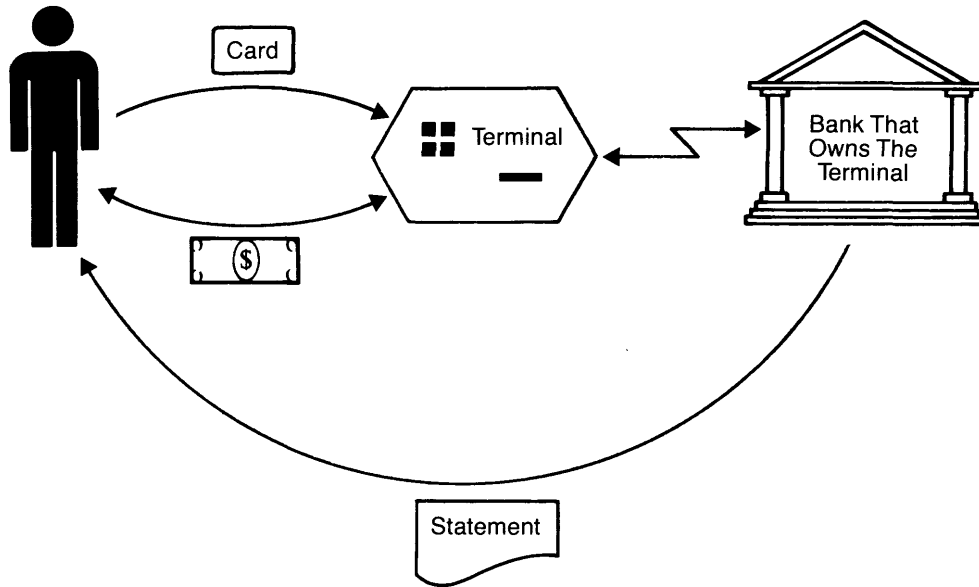 Card
Terminal
Bank That
Owns The
Terminal
$
Statement